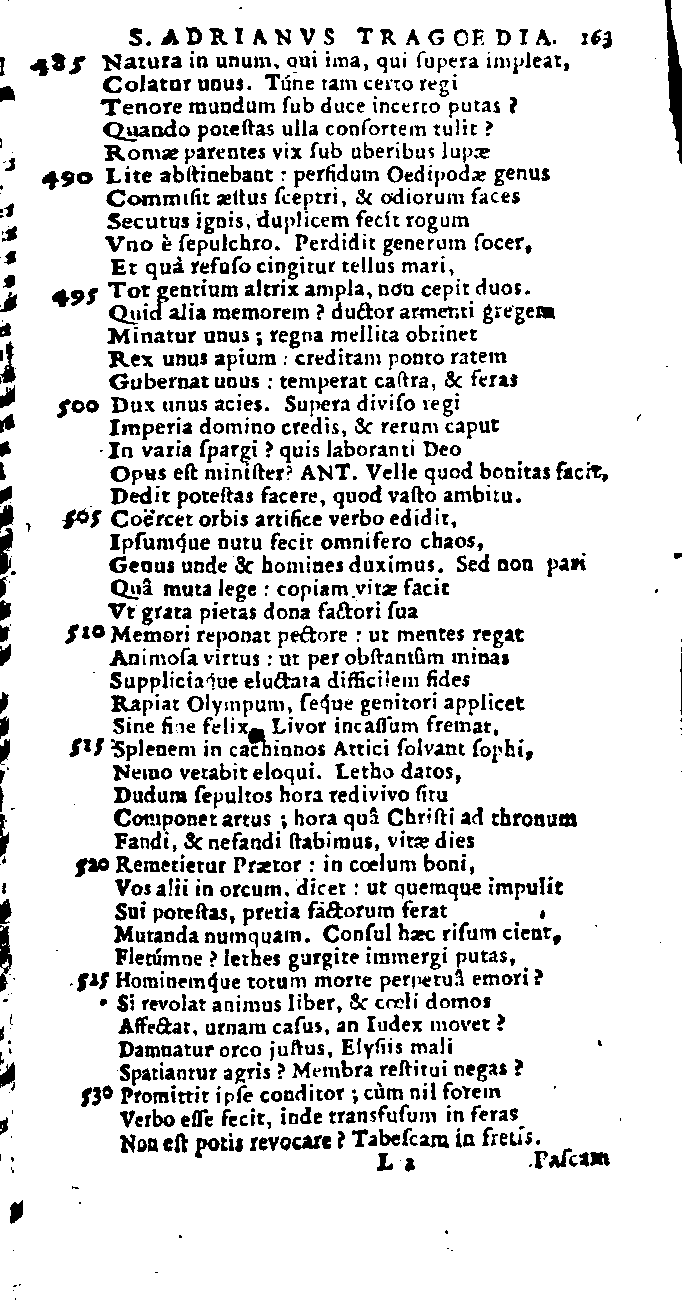 S. ADRIANVS TRAGOEDIA. 163
485 Natura in unum, qui ima, qui ſupera impleat,
Colatur unus. Túne tam certo regi
Tenore mundum ſub duce incerto putas ?
Quando poteſtas ulla conſortem tulit ?
Romæ parentes vix ſub uberibus lupæ
490 Lite abſtinebant : perfidum Oedipodæ genus
Commiſit æſtus ſceptri, & odiorum faces
Secutus ignis, duplicem fecit rogum
Vno è ſepulchro. Perdidit generum ſocer,
Et quâ refuſo cingitur tellus mari,
495 Tot gentium altrix ampla, non cepit duos.
Quid alia memorem ? ductor armenti gregem
Minatur unus ; regna mellita obtinet
Rex unus apium : creditam ponto ratem
Gubernat unus : temperat caſtra, & feras
500 Dux unus acies. Supera diviſo regi
Imperia domino credis, & rerum caput
In varia ſpargi ? quis laboranti Deo
Opus eſt miniſter? ANT. Velle quod bonitas facit,
Dedit poteſtas facere, quod vaſto ambitu.
505 Coërcet orbis artifice verbo edidit,
Ipſumq́ue nutu fecit omnifero chaos,
Genus unde & homines duximus. Sed non pari
Quâ muta lege : copiam vitæ facit
Vt grata pietas dona factori ſua
510 Memori reponat pectore : ut mentes regat
Animoſa virtus : ut per obſtantûm minas
Suppliciaq́ue eluctata difficilem fides
Rapiat Olympum, ſeq́ue genitori applicet
Sine fine felix. Livor incaſſum fremat,
515 Splenem in cachinnos Attici ſolvant ſophi,
Nemo vetabit eloqui. Letho datos,
Dudum ſepultos hora redivivo ſitu
Componet artus ; hora quâ Chriſti ad thronum
Fandi, & nefandi ſtabimus, vitæ dies
520 Remetietur Prætor : in cœlum boni,
Vos alii in orcum, dicet : ut quemque impulit
Sui poteſtas, pretia factorum ferat
Mutanda numquam. Conſul hæc riſum cient,
Fletúmne ? lethes gurgite immergi putas,
525 Hominemq́ue totum morte perpetuâ emori ?
Si revolat animus liber, & cœli domos
Affectat, urnam caſus, an Iudex movet ?
Damnatur orco juſtus, Elyſiis mali
Spatiantur agris ? Membra reſtitui negas ?
530 Promittit ipſe conditor ; cùm nil forem
Verbo eſſe fecit, inde transfuſum in feras
Non eſt potis revocare ? Tabeſcam in fretis.
L 2 Paſcam